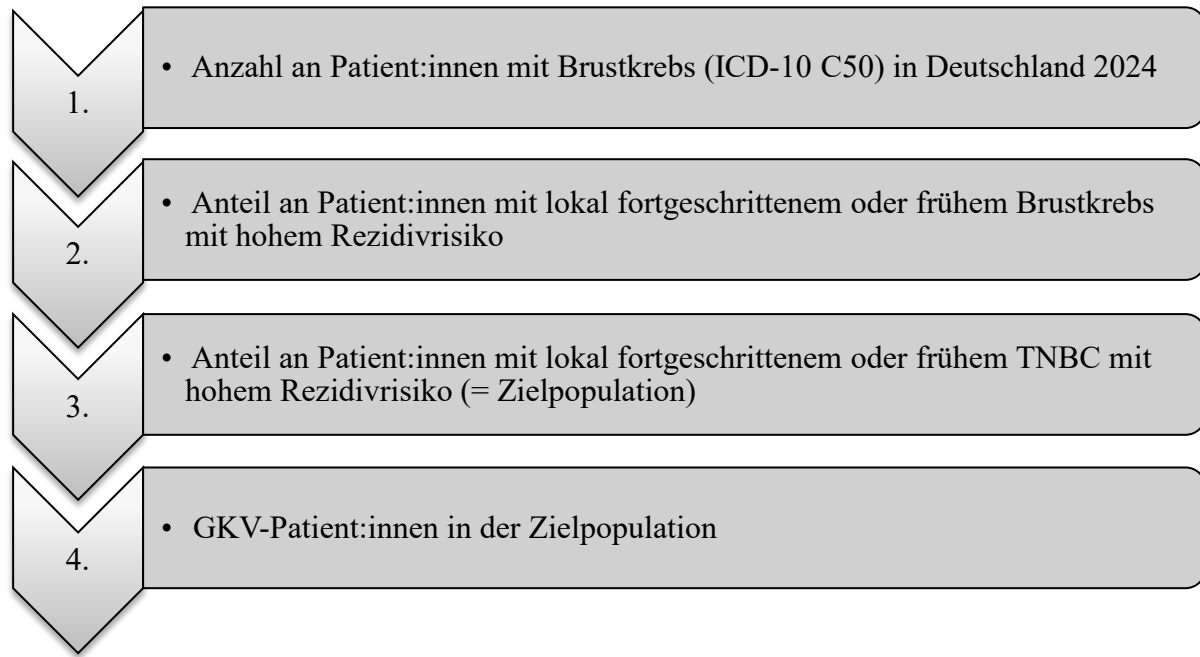 1.
• Anzahl an Patient:innen mit Brustkrebs (ICD-10 C50) in Deutschland 2024
2.
• Anteil an Patient:innen mit lokal fortgeschrittenem oder frühem Brustkrebs
mit hohem Rezidivrisiko
3.
• Anteil an Patient:innen mit lokal fortgeschrittenem oder frühem TNBC mit
hohem Rezidivrisiko (= Zielpopulation)
4.
• GKV-Patient:innen in der Zielpopulation